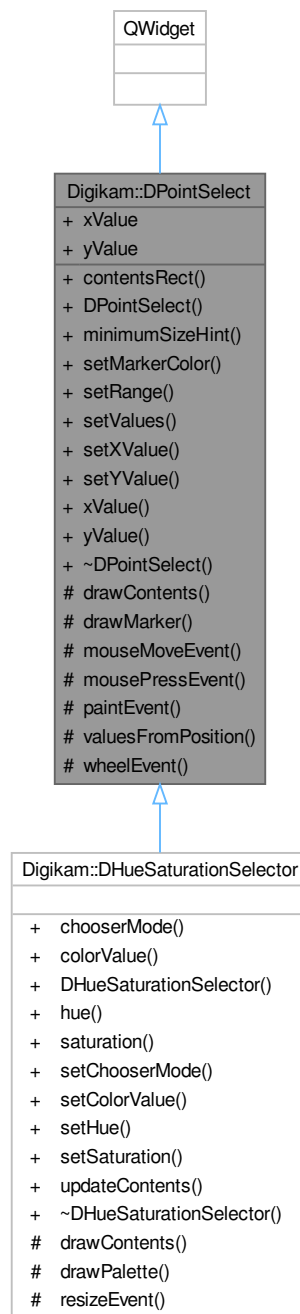 QWidget
Digikam::DPointSelect
+ xValue
+ yValue
+ contentsRect()
+ DPointSelect()
+ minimumSizeHint()
+ setMarkerColor()
+ setRange()
+ setValues()
+ setXValue()
+ setYValue()
+ xValue()
+ yValue()
+ ~DPointSelect()
# drawContents()
# drawMarker()
# mouseMoveEvent()
# mousePressEvent()
# paintEvent()
# valuesFromPosition()
# wheelEvent()
Digikam::DHueSaturationSelector
+ chooserMode()
+ colorValue()
+ DHueSaturationSelector()
+ hue()
+ saturation()
+ setChooserMode()
+ setColorValue()
+ setHue()
+ setSaturation()
+ updateContents()
+ ~DHueSaturationSelector()
# drawContents()
# drawPalette()
# resizeEvent()